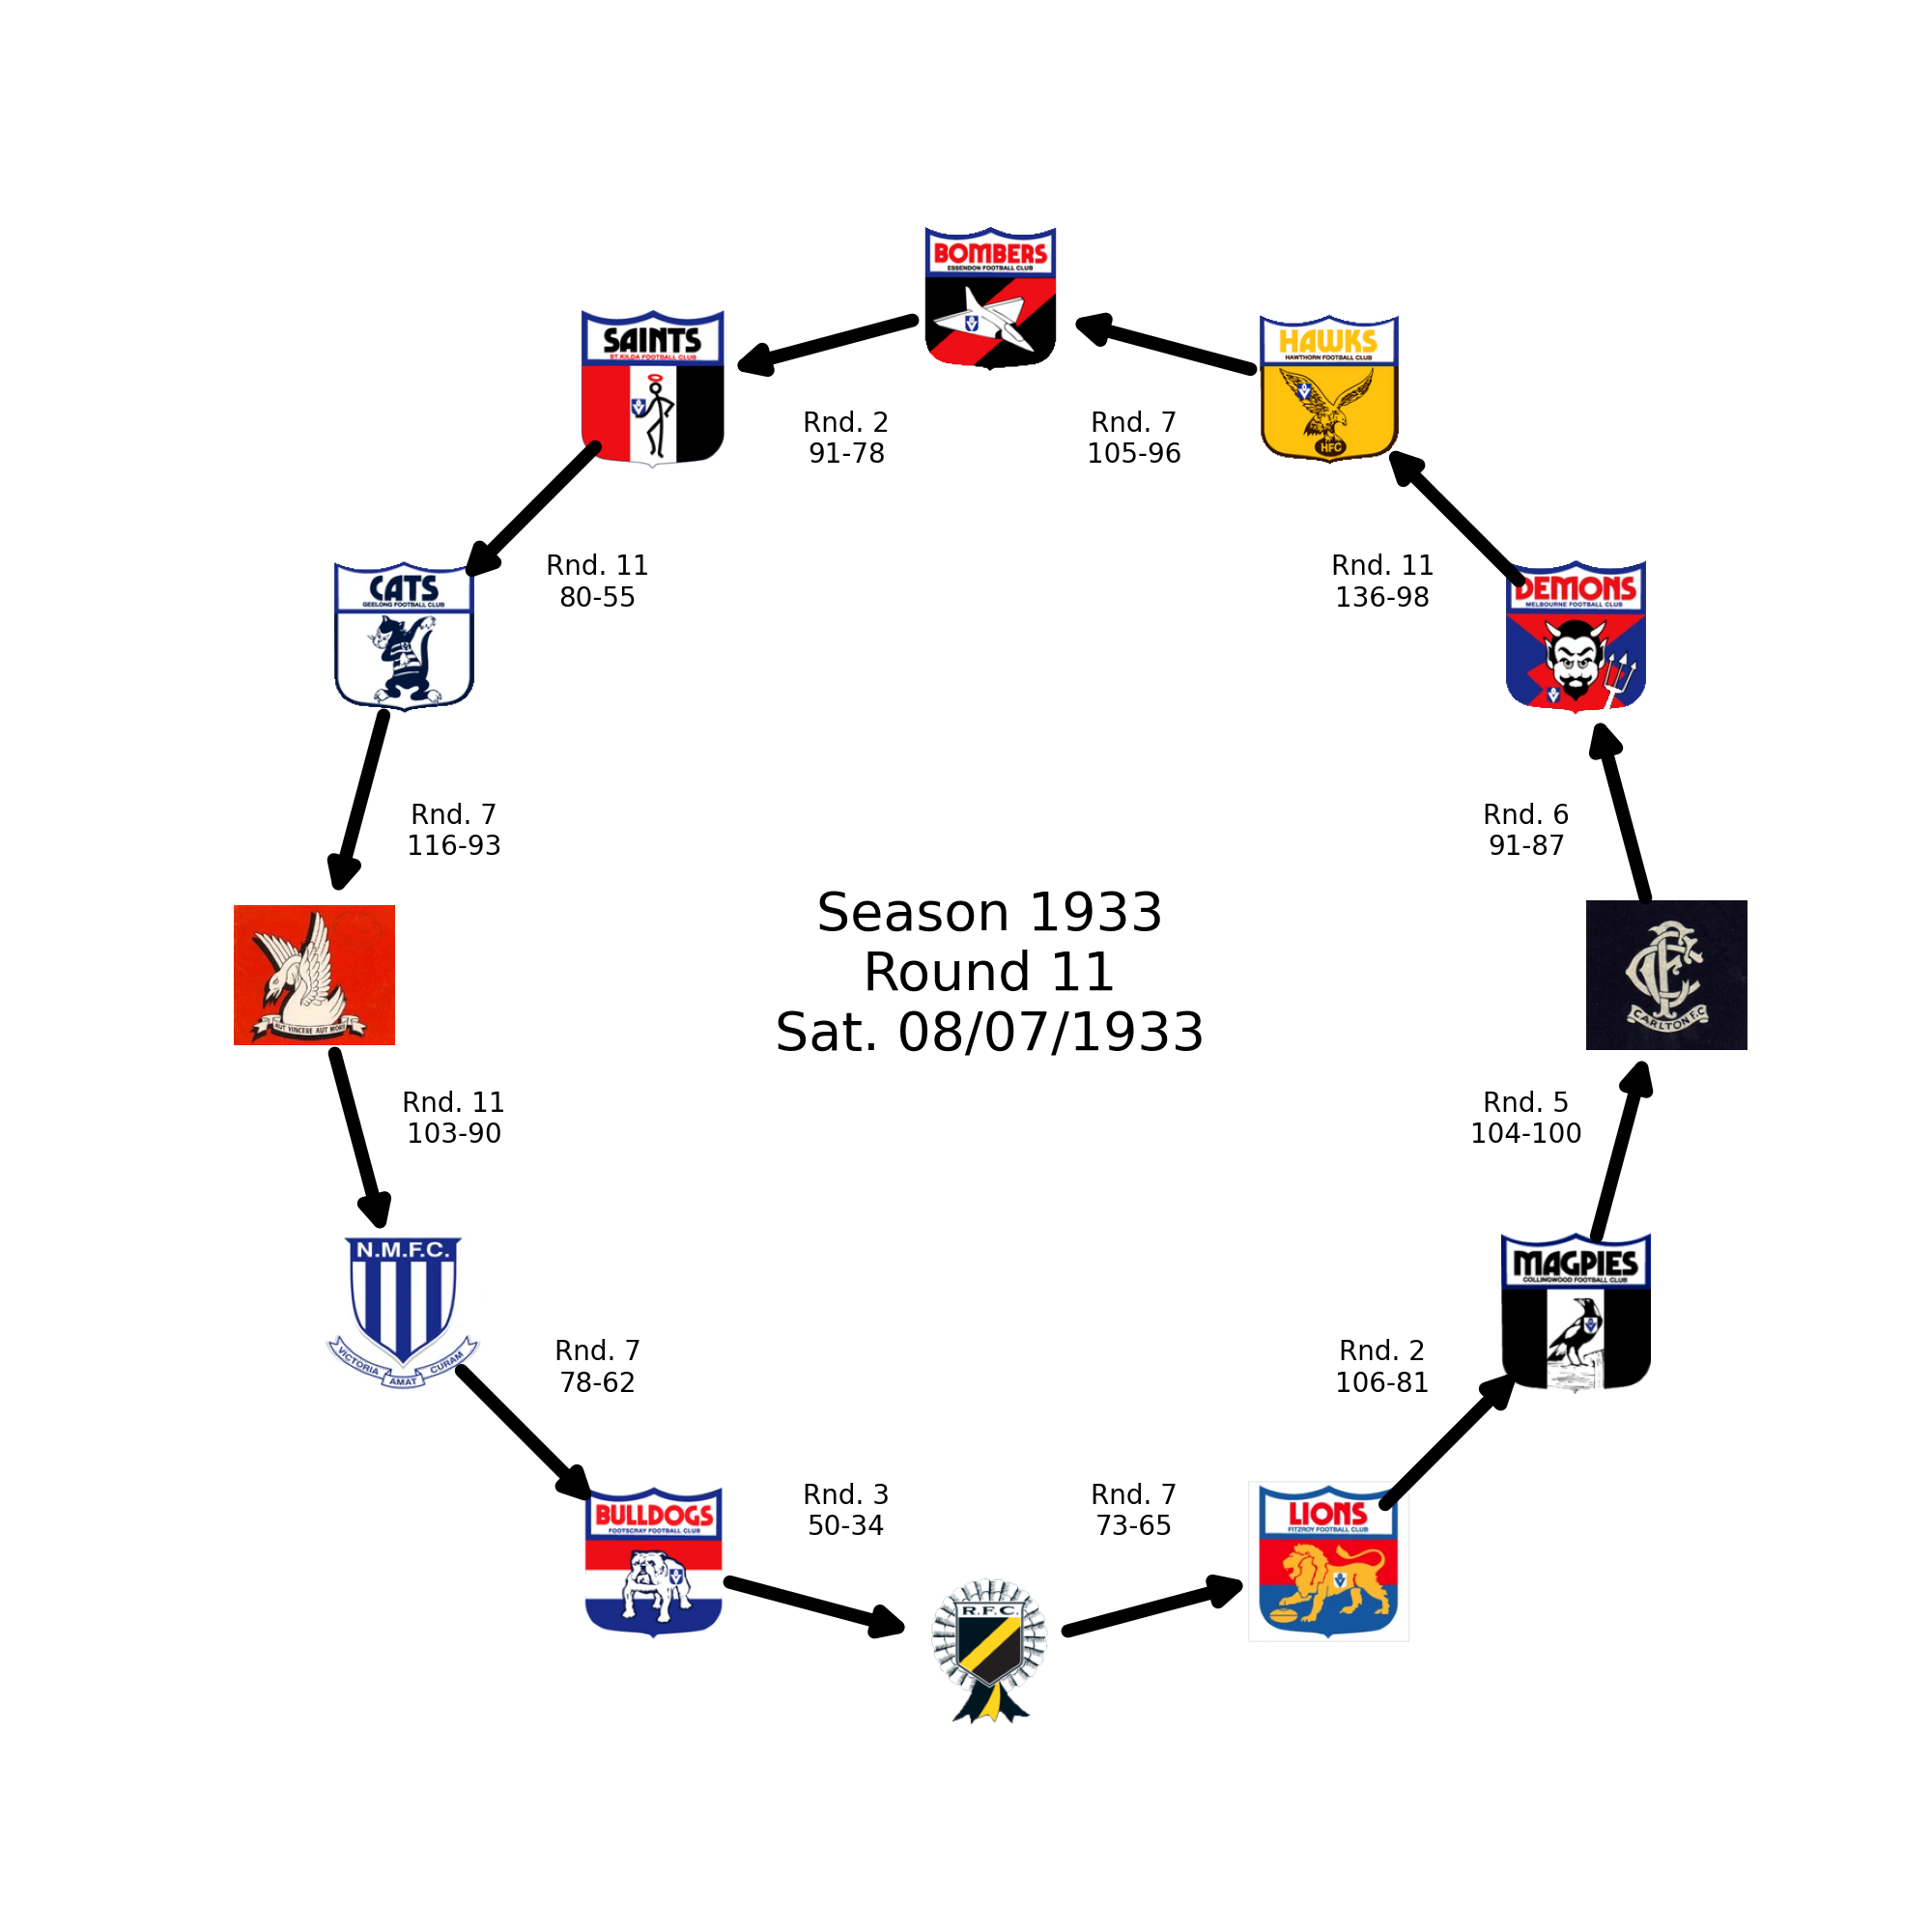 BOMBERS
ESSENDON FOOTBALL CLUB
SAINTS
ST.KILDA FOOTBALL CLUB
HAWKS
HAWTHORN FOOTBALL CLUB
HFC
Rnd. 2
91-78
Rnd. 7
105-96
CATS
GEELONG FOOTBALL CLUB
Rnd. 11
80-55
Rnd. 11
136-98
DEMONS
MELBOURNE FOOTBALL CLUB
Rnd. 7
116-93
Rnd. 6
91-87
Season 1933
Round 11
Sat. 08/07/1933
AUT VINCERE AUT MORI
CFC
CARLTON F.C
Rnd. 11
103-90
Rnd. 5
104-100
N.M.F.C.
VICTORIA AMAT CURAM
MAGPIES
COLLINGWOOD FOOTBALL CLUB
Rnd. 7
78-62
Rnd. 2
106-81
BULLDOGS
FOOTSCRAY FOOTBALL CLUB
Rnd. 3
50-34
Rnd. 7
73-65
LIONS
FITZROY FOOTBALL CLUB
R.F.C.